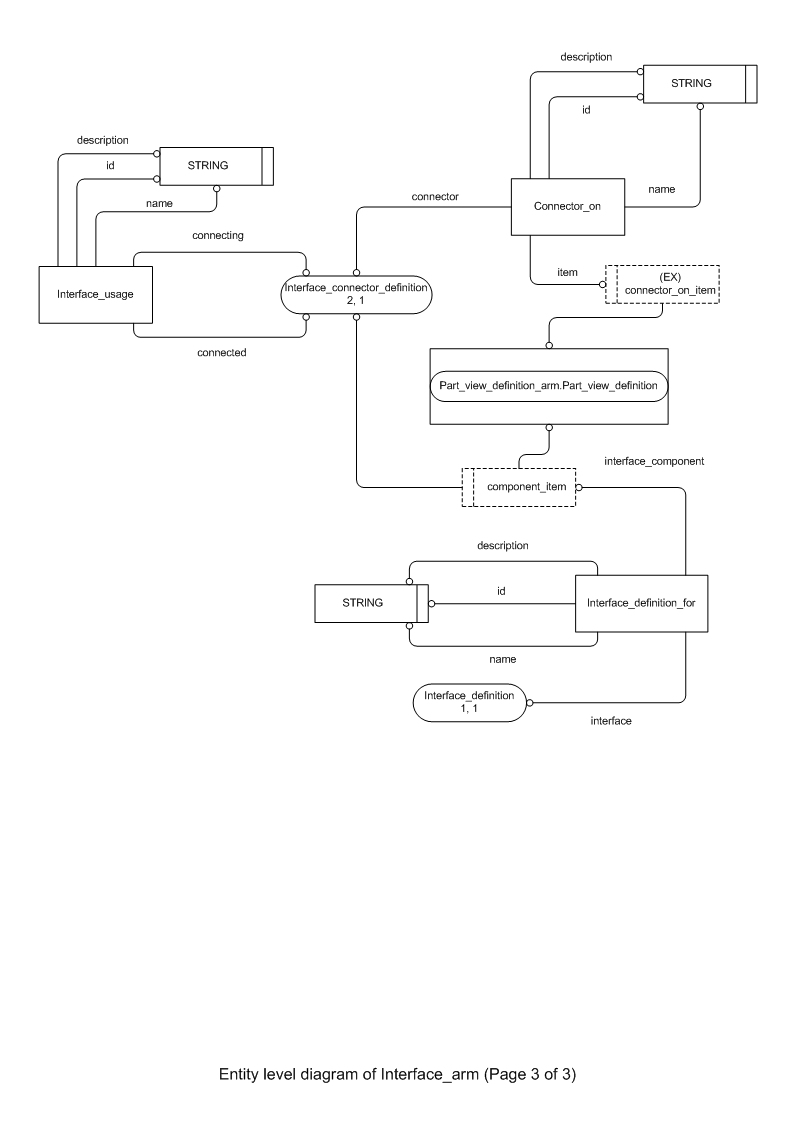 description
STRING
id
description
id
STRING
name
name
connector
Connector_on
connecting
item
(EX)
connector_on_item
Interface_usage
Interface_connector_definition
2, 1
connected
Part_view_definition_arm.Part_view_definition
interface_component
component_item
description
id
STRING
Interface_definition_for
name
Interface_definition
1, 1
interface
Entity level diagram of Interface_arm (Page 3 of 3)